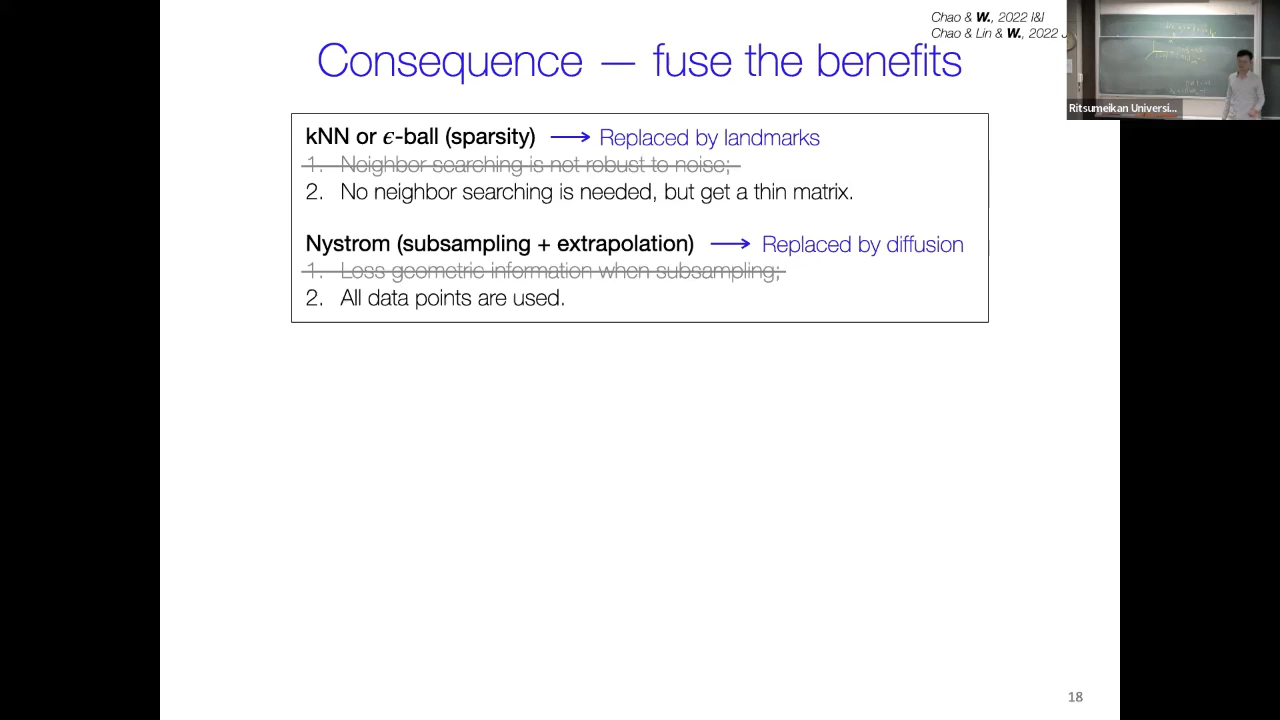 Chao & W., 2022 I&I
Chao & Lin & W., 2022
Consequence — fuse the benefits
kNN or ϵ-ball (sparsity) → Replaced by landmarks
1. Neighbor searching is not robust to noise;
2. No neighbor searching is needed, but get a thin matrix.
Nystrom (subsampling + extrapolation) → Replaced by diffusion
1. Loss geometric information when subsampling;
2. All data points are used.
Ritsumeikan Universi...
18